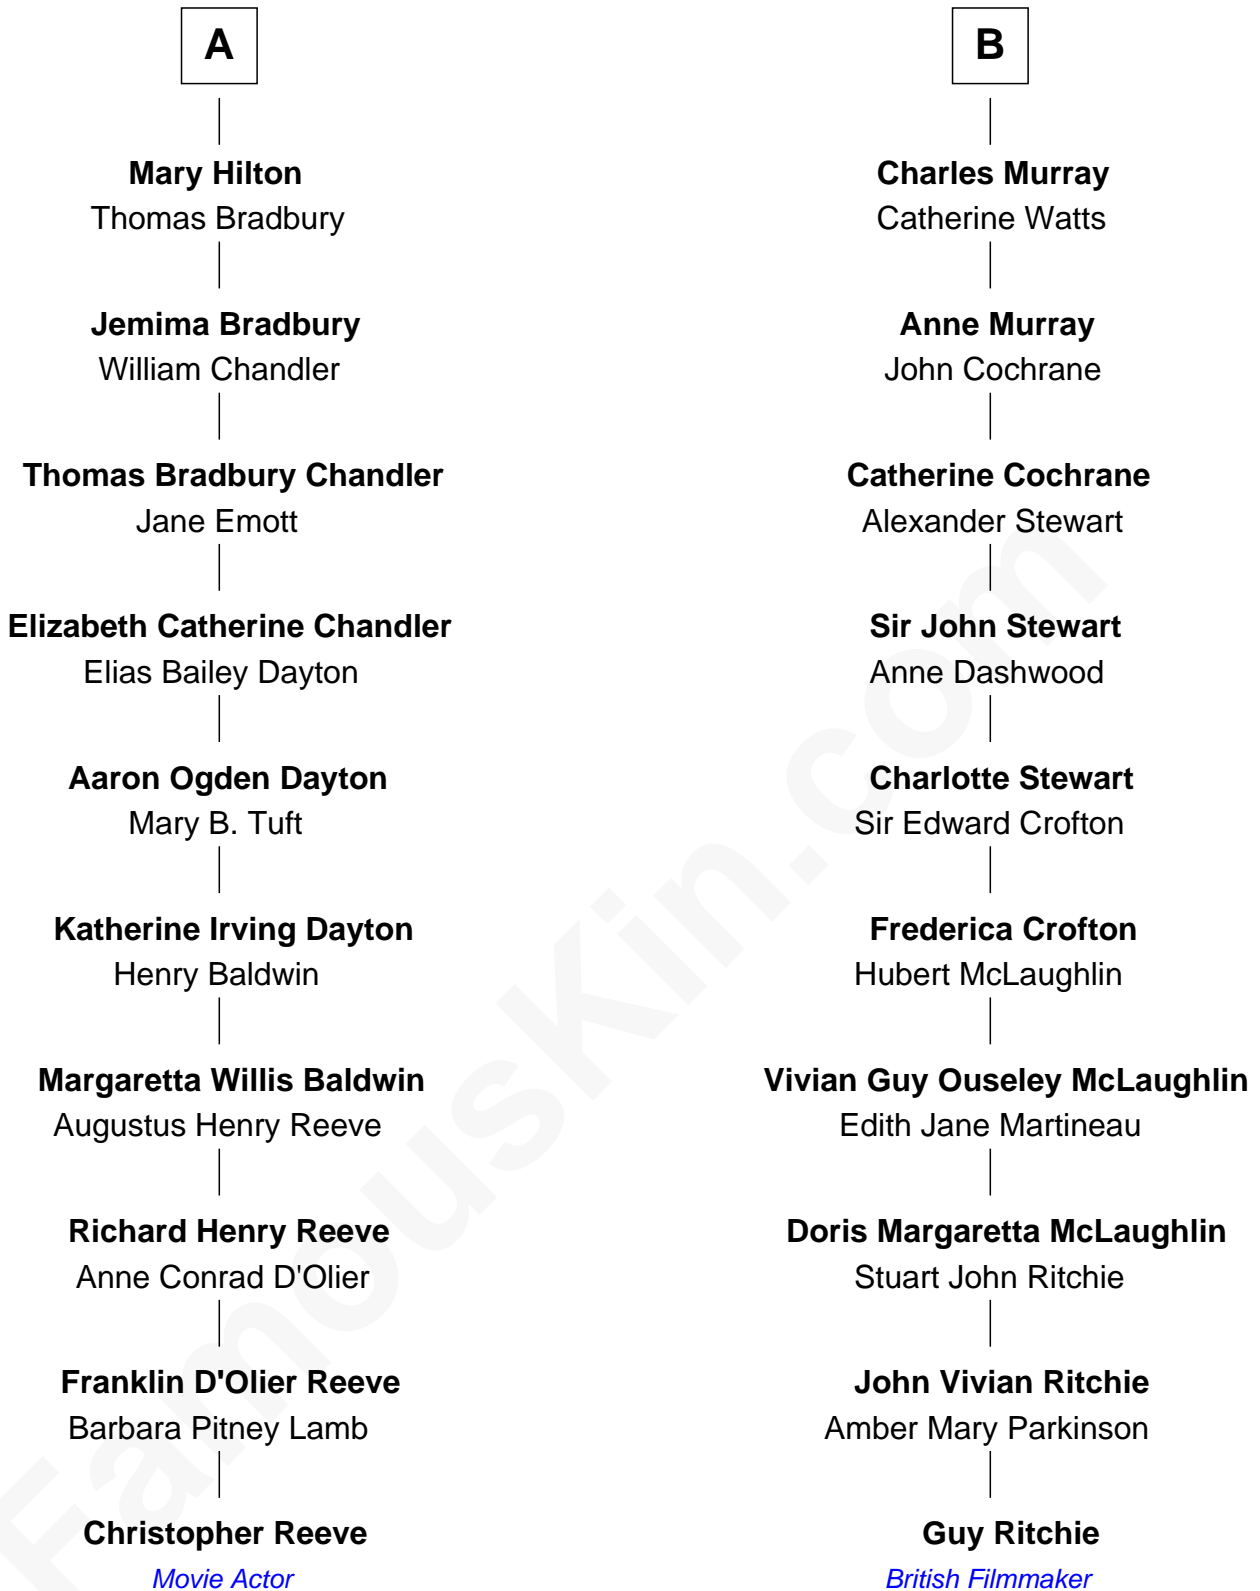 A
Mary Hilton
Thomas Bradbury
Jemima Bradbury
William Chandler
Thomas Bradbury Chandler
Jane Emott
Elizabeth Catherine Chandler
Elias Bailey Dayton
Aaron Ogden Dayton
Mary B. Tuft
Katherine Irving Dayton
Henry Baldwin
Margaretta Willis Baldwin
Augustus Henry Reeve
Richard Henry Reeve
Anne Conrad D'Olier
Franklin D'Olier Reeve
Barbara Pitney Lamb
Christopher Reeve
Movie Actor
B
Charles Murray
Catherine Watts
Anne Murray
John Cochrane
Catherine Cochrane
Alexander Stewart
Sir John Stewart
Anne Dashwood
Charlotte Stewart
Sir Edward Crofton
Frederica Crofton
Hubert McLaughlin
Vivian Guy Ouseley McLaughlin
Edith Jane Martineau
Doris Margaretta McLaughlin
Stuart John Ritchie
John Vivian Ritchie
Amber Mary Parkinson
Guy Ritchie
British Filmmaker
FamousKin.com